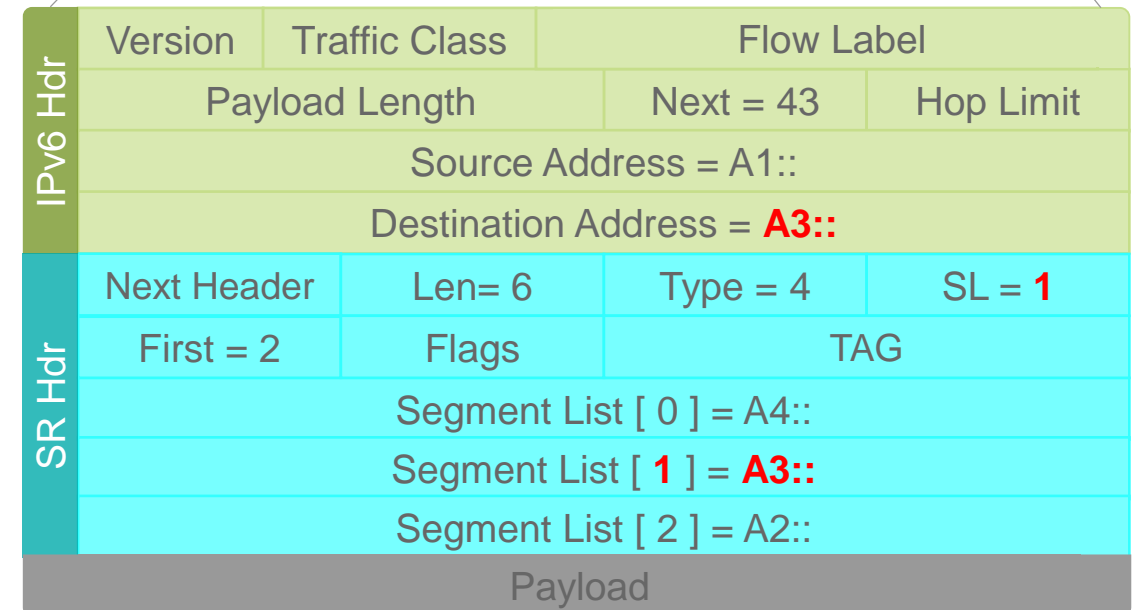 IPv6 Hdr
Version Traffic Class Flow Label
Payload Length Next = 43 Hop Limit
Source Address = A1::
Destination Address = A3::
SR Hdr
Next Header Len= 6 Type = 4 SL = 1
First = 2 Flags TAG
Segment List [ 0 ] = A4::
Segment List [ 1 ] = A3::
Segment List [ 2 ] = A2::
Payload